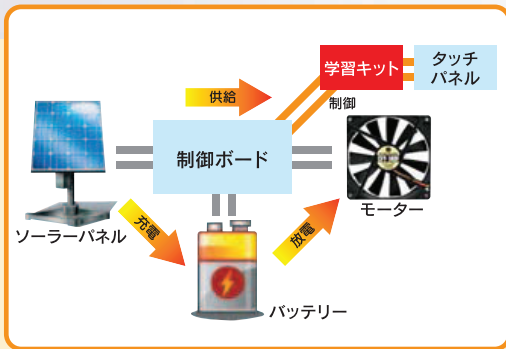 学習キット
タッチ
パネル
供給
制御
制御ボード
モーター
ソーラーパネル
充電
放電
バッテリー